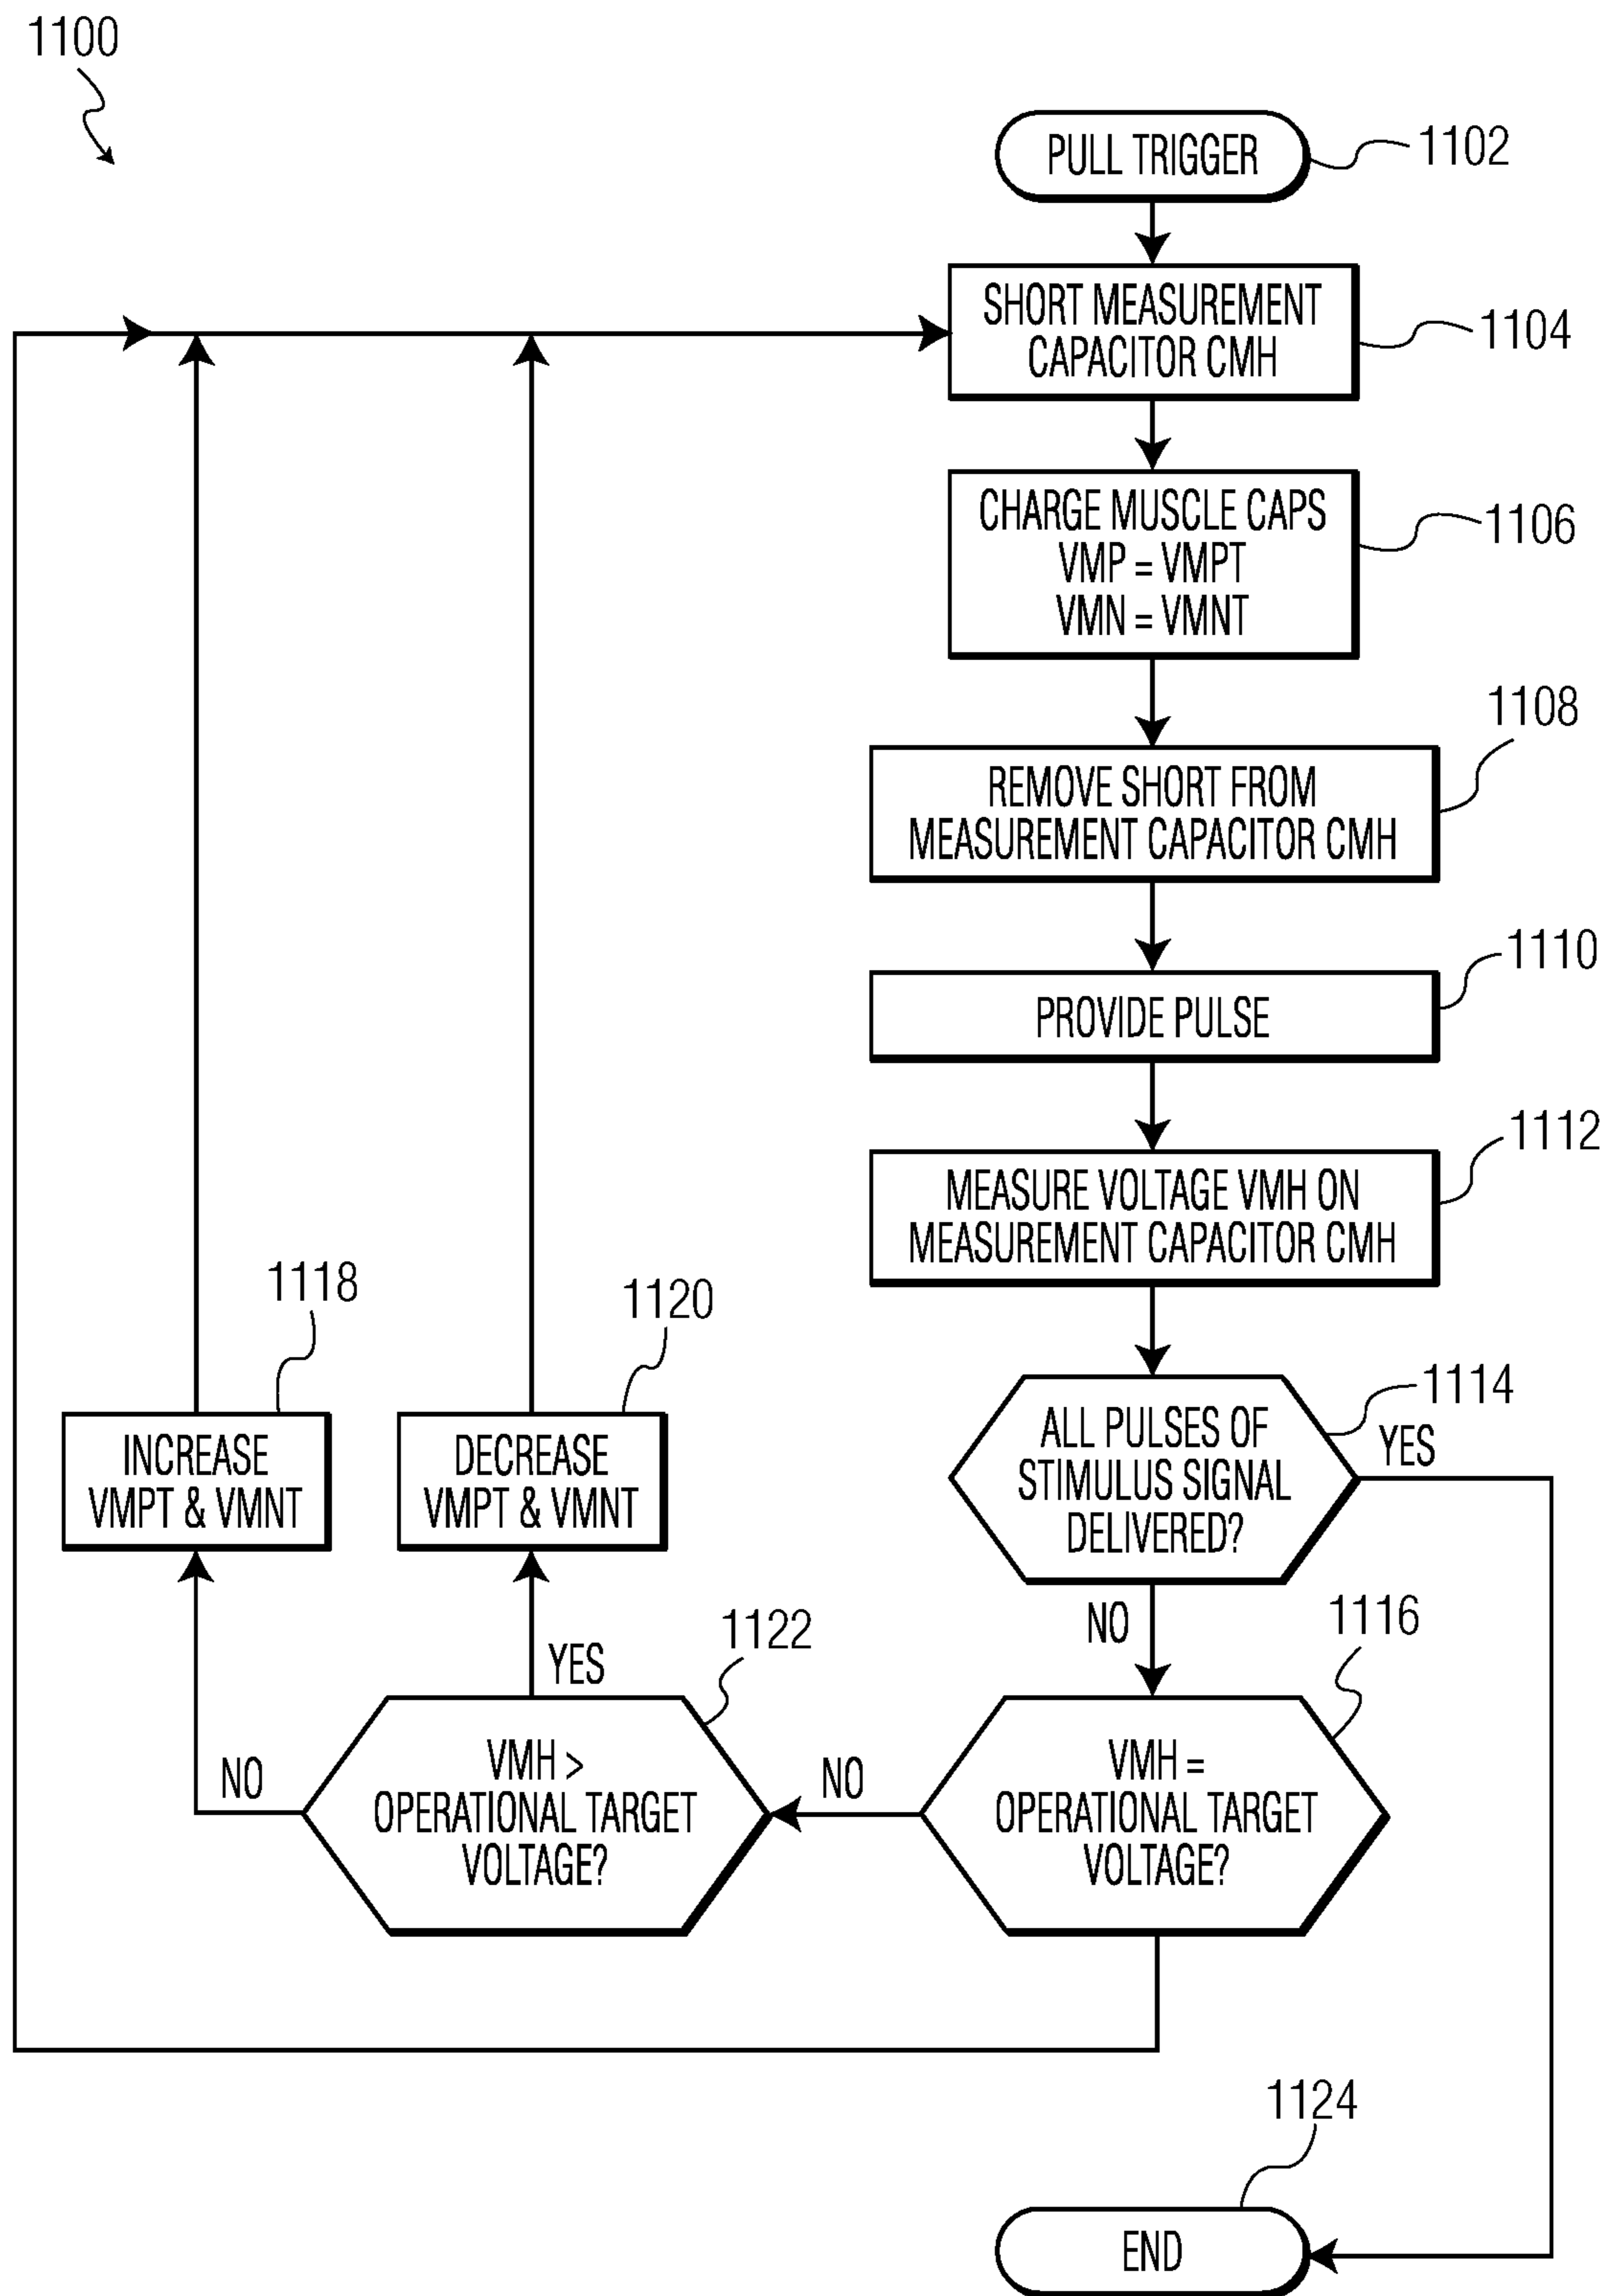 1100
PULL TRIGGER
1102
SHORT MEASUREMENT
CAPACITOR CMH
1104
CHARGE MUSCLE CAPS
VMP = VMPT
VMN = VMNT
1106
1108
REMOVE SHORT FROM
MEASUREMENT CAPACITOR CMH
1110
PROVIDE PULSE
1112
MEASURE VOLTAGE VMH ON
MEASUREMENT CAPACITOR CMH
1118
1120
1114
INCREASE
VMPT & VMNT
DECREASE
VMPT & VMNT
ALL PULSES OF
STIMULUS SIGNAL
DELIVERED?
YES
NO
1116
1122
YES
NO
VMH >
OPERATIONAL TARGET
VOLTAGE?
NO
VMH =
OPERATIONAL TARGET
VOLTAGE?
1124
END